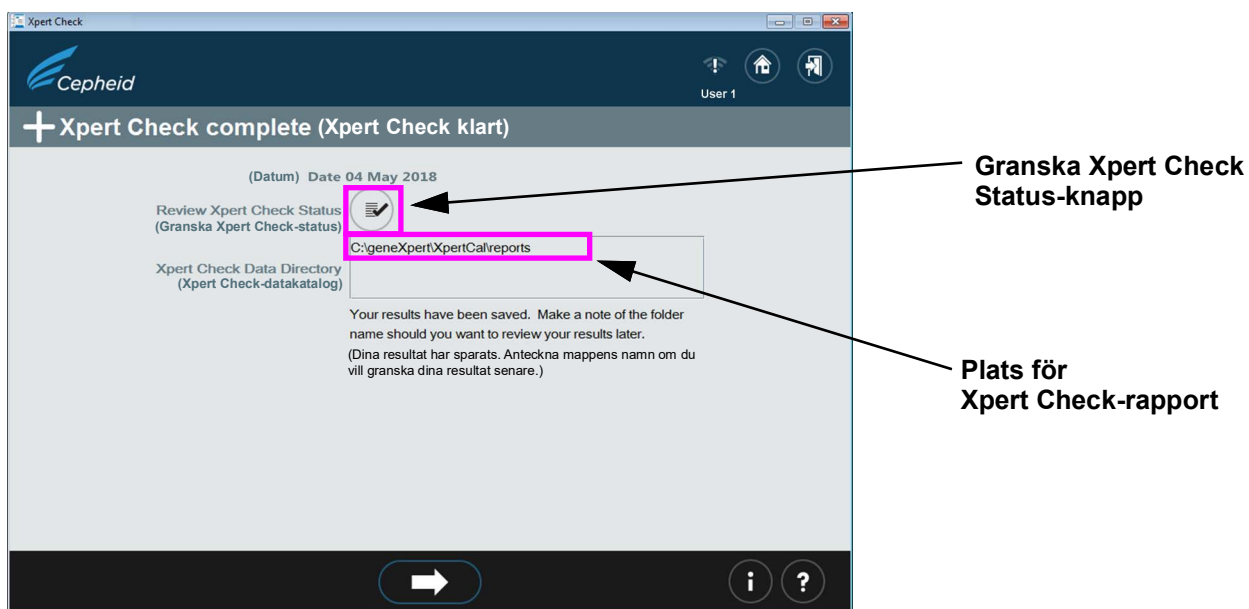 Xpert Check
Cepheid
User 1
Xpert Check complete (Xpert Check klart)
(Datum) Date 04 May 2018
Review Xpert Check Status
(Granska Xpert Check-status)
C:\geneXpert\XpertCal\reports
Xpert Check Data Directory
(Xpert Check-datakatalog)
Your results have been saved. Make a note of the folder
name should you want to review your results later.
(Dina resultat har sparats. Anteckna mappens namn om du
vill granska dina resultat senare.)
i ?
Granska Xpert Check
Status-knapp
Plats för
Xpert Check-rapport